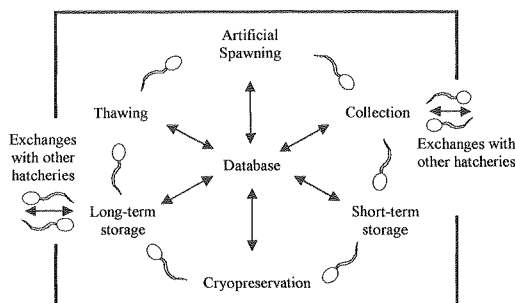 Artificial
Spawning
Thawing
Collection
Exchanges
with other
hatcheries
Exchanges with
other hatcheries
Database
Long-term
storage
Short-term
storage
Cryopreservation